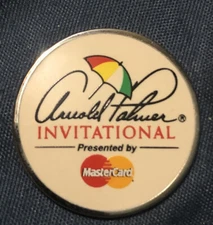 Arnold Palmer®
INVITATIONAL
Presented by
MasterCard